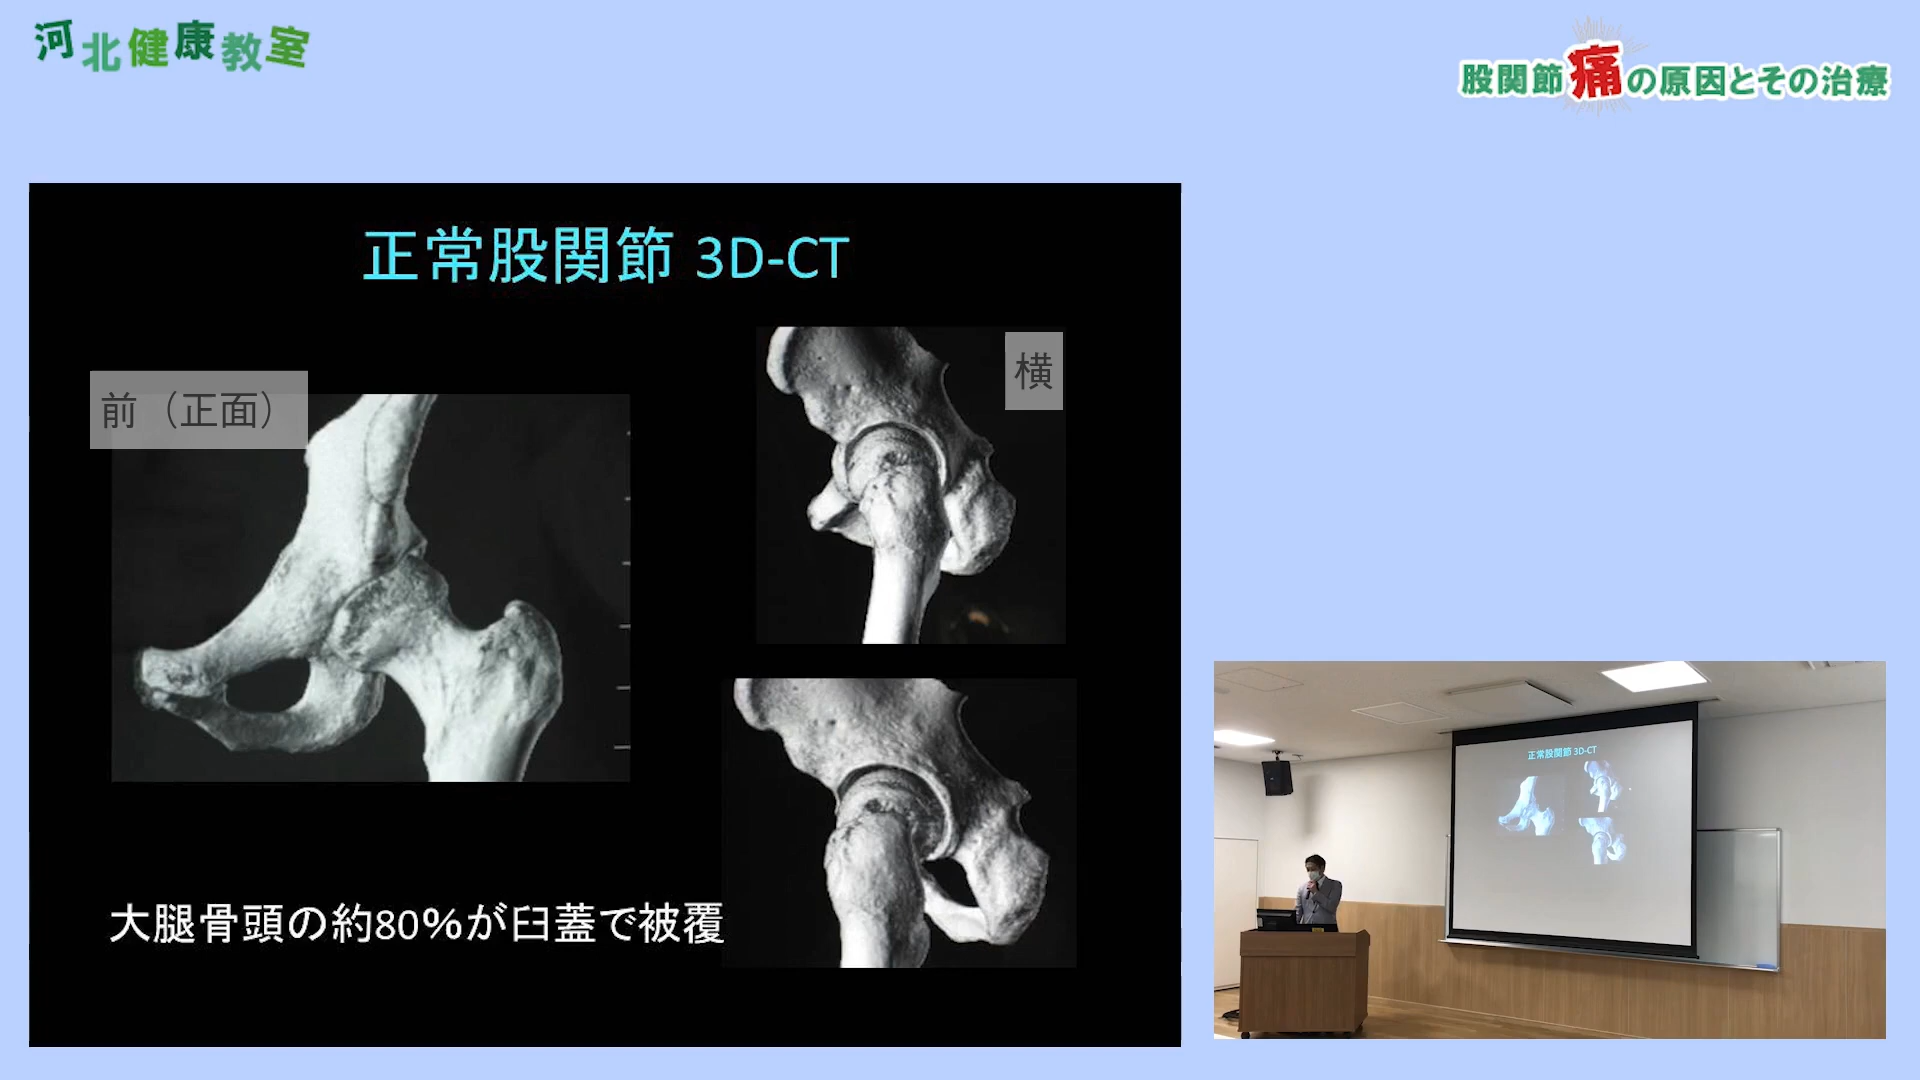 河北健康教室
股関節痛の原因とその治療
正常股関節 3D-CT
前（正面）
横
大腿骨頭の約80%が臼蓋で被覆
正常股関節 3D-CT